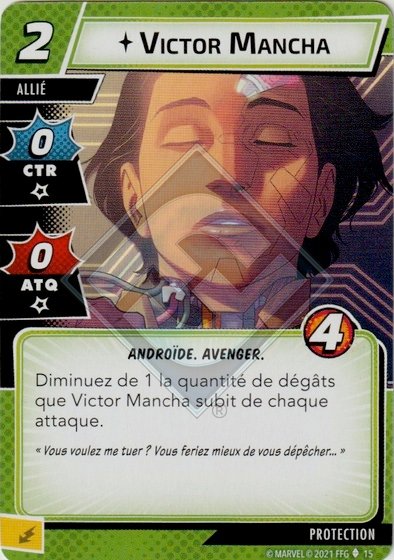 2
VICTOR MANCHA
ALLIÉ
0
CTR
0
ATQ
4
ANDROÏDE. AVENGER.
Diminuez de 1 la quantité de dégâts
que Victor Mancha subit de chaque
attaque.
« Vous voulez me tuer ? Vous feriez mieux de vous dépêcher... »
®
PROTECTION
© MARVEL © 2021 FFG 15